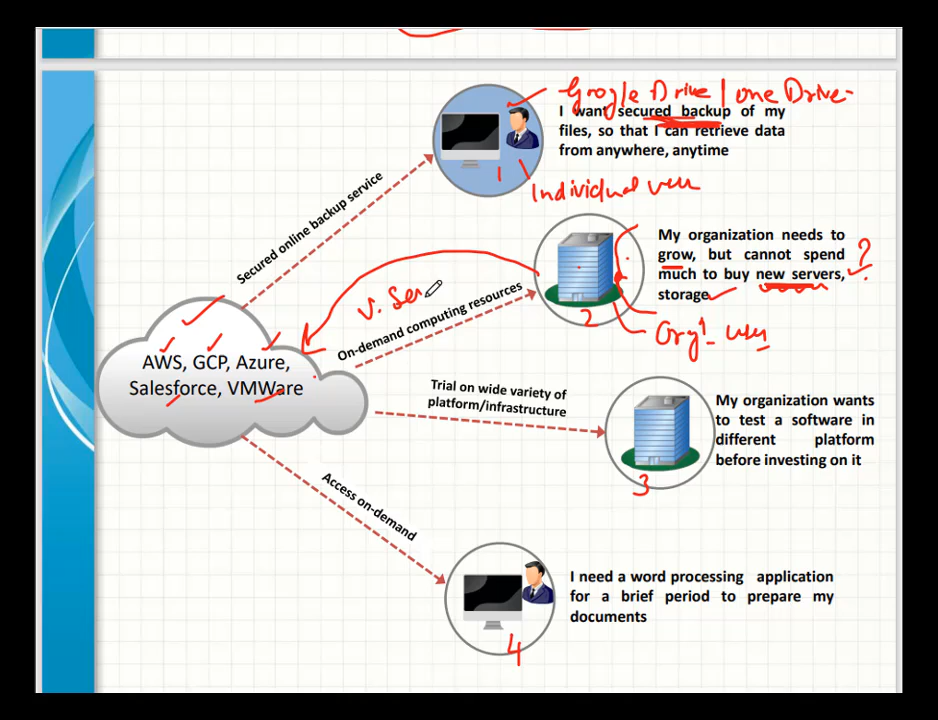 Google Drive / one Drive
I want secured backup of my
files, so that I can retrieve data
from anywhere, anytime
1
Individual
Secured online backup service
My organization needs to
grow, but cannot spend
much to buy new servers, ?
storage
2
user
v. Ser
On-demand computing resources
AWS, GCP, Azure,
Salesforce, VMWare
Trial on wide variety of
platform/infrastructure
My organization wants
to test a software in
different platform
before investing on it
3
Access on-demand
I need a word processing application
for a brief period to prepare my
documents
4